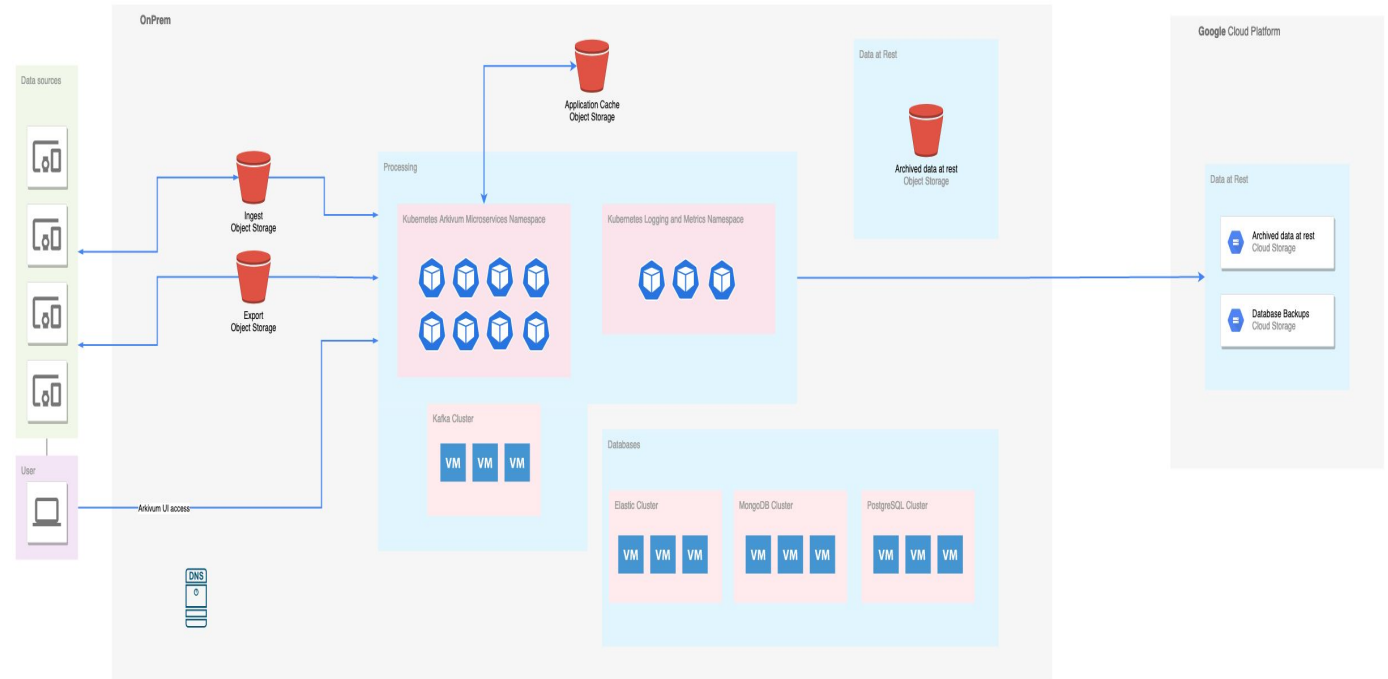 OnPrem
Google Cloud Platform
Data sources
Application Cache
Object Storage
Data at Rest
Archived data at rest
Object Storage
Ingest
Object Storage
Export
Object Storage
Processing
Kubernetes Arkivum Microservices Namespace
Kubernetes Logging and Metrics Namespace
Data at Rest
Archived data at rest
Cloud Storage
Database Backups
Cloud Storage
Kafka Cluster
VM
VM
VM
User
Arkivum UI access
DNS
Databases
Elastic Cluster
VM
VM
VM
MongoDB Cluster
VM
VM
VM
PostgreSQL Cluster
VM
VM
VM